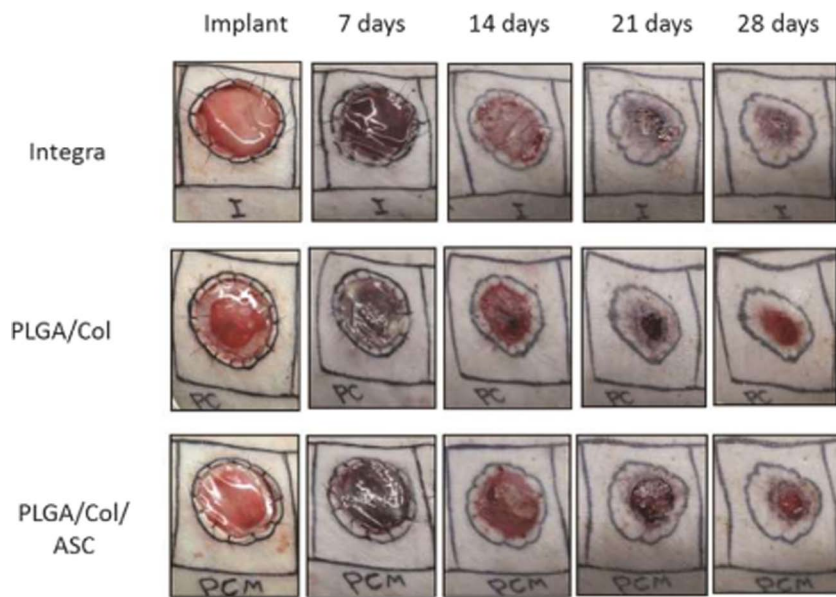 Implant 7 days 14 days 21 days 28 days
Integra
I I I I I
PLGA/Col
PC PC PC PC PC
PLGA/Col/
ASC
PCM PCM PCM PCM PCM